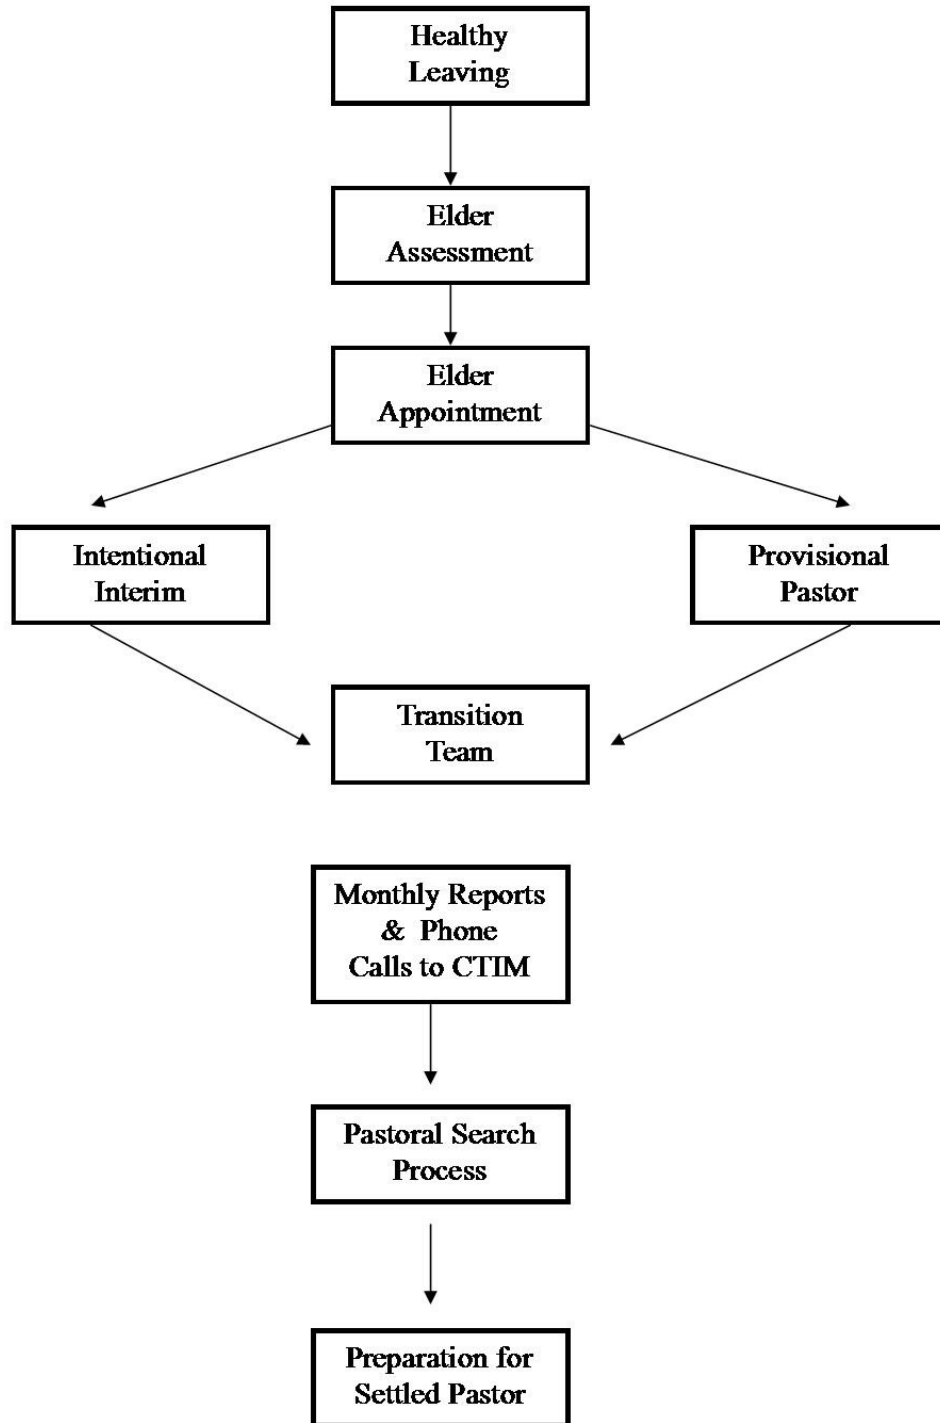 Healthy
Leaving
Elder
Assessment
Elder
Appointment
Intentional
Interim
Provisional
Pastor
Transition
Team
Monthly Reports
& Phone
Calls to CTIM
Pastoral Search
Process
Preparation for
Settled Pastor